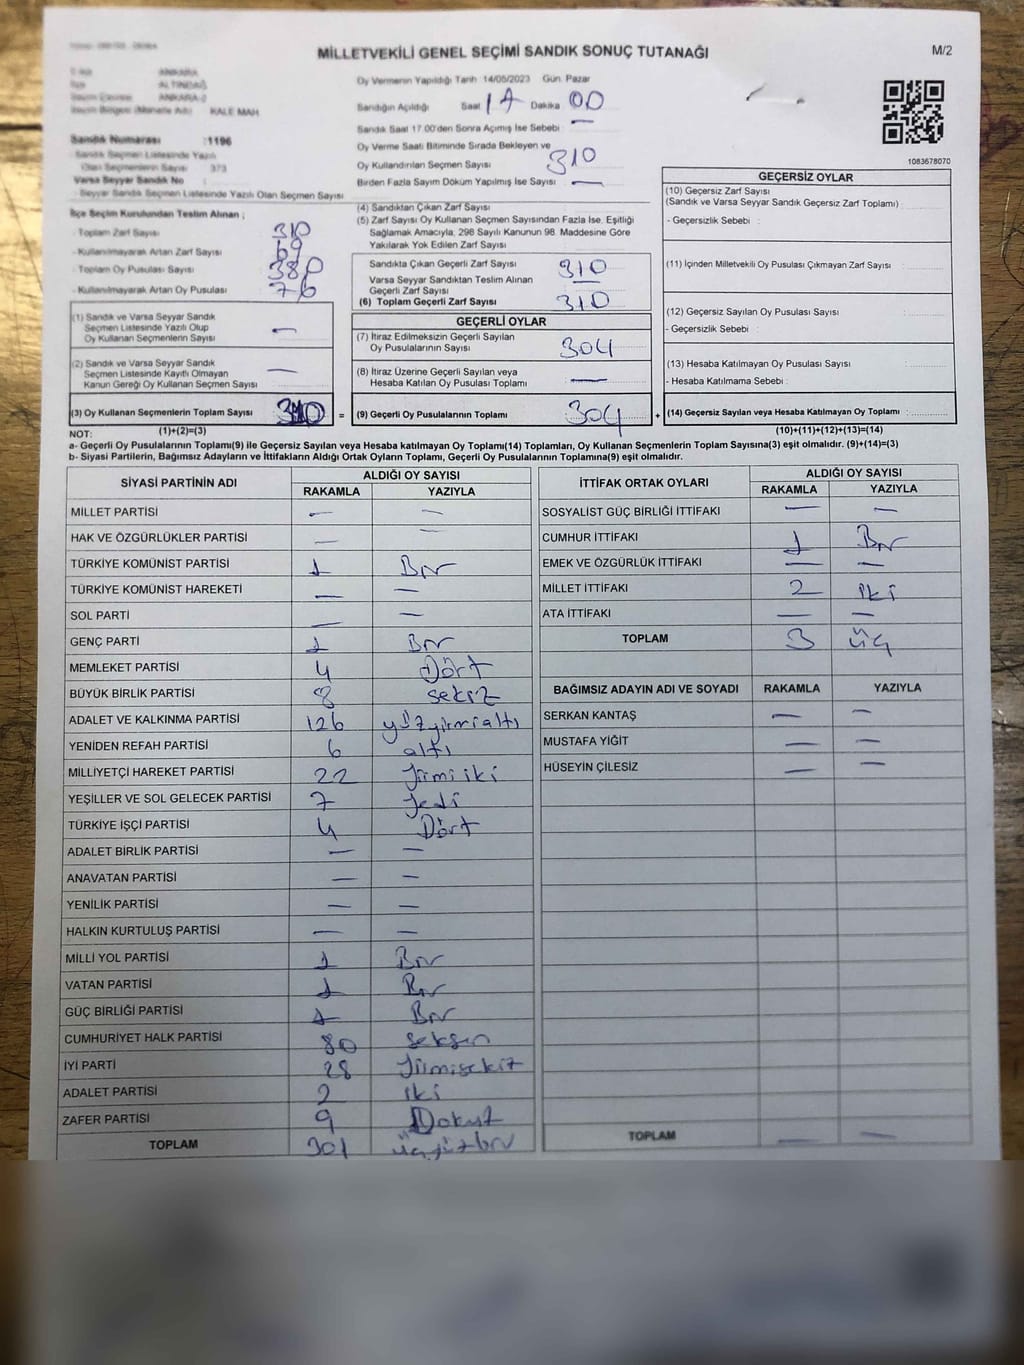 MİLLETVEKİLİ GENEL SEÇİMİ SANDIK SONUÇ TUTANAĞI
M/2
ANKARA
ALTINDAĞ
ANKARA-2
KALE MAH
Sandık Numarası :1196
Sandık Seçmen Listesinde Yazılı
Olan Seçmenlerin Sayısı 373
Varsa Seyyar Sandık No :
- Seyyar Sandık Seçmen Listesinde Yazılı Olan Seçmen Sayısı
Oy Vermenin Yapıldığı Tarih 14/05/2023 Gün Pazar
Sandığın Açıldığı Saat Dakika 00
Sandık Saat 17.00'den Sonra Açımış İse Sebebi : —
Oy Verme Saati Bitiminde Sırada Bekleyen ve
Oy Kullandırılan Seçmen Sayısı 310
Birden Fazla Sayım Döküm Yapılmış İse Sayısı —
1083678070
İlçe Seçim Kurulundan Teslim Alınan ;
- Toplam Zarf Sayısı 310
- Kullanılmayarak Artan Zarf Sayısı 69
- Toplam Oy Pusulası Sayısı 380
- Kullanılmayarak Artan Oy Pusulası 76
(1) Sandık ve Varsa Seyyar Sandık
Seçmen Listesinde Yazılı Olup
Oy Kullanan Seçmenlerin Sayısı —
(2) Sandık ve Varsa Seyyar Sandık
Seçmen Listesinde Kayıtlı Olmayan
Kanun Gereği Oy Kullanan Seçmen Sayısı —
(3) Oy Kullanan Seçmenlerin Toplam Sayısı 310 =
(1)+(2)=(3)
(4) Sandıktan Çıkan Zarf Sayısı
(5) Zarf Sayısı Oy Kullanan Seçmen Sayısından Fazla İse, Eşitliği
Sağlamak Amacıyla, 298 Sayılı Kanunun 98. Maddesine Göre
Yakılarak Yok Edilen Zarf Sayısı
Sandıkta Çıkan Geçerli Zarf Sayısı 310
Varsa Seyyar Sandıktan Teslim Alınan
Geçerli Zarf Sayısı —
(6) Toplam Geçerli Zarf Sayısı 310
GEÇERLİ OYLAR
(7) İtiraz Edilmeksizin Geçerli Sayılan
Oy Pusulalarının Sayısı 304
(8) İtiraz Üzerine Geçerli Sayılan veya
Hesaba Katılan Oy Pusulası Toplamı —
(9) Geçerli Oy Pusulalarının Toplamı 304 +
GEÇERSİZ OYLAR
(10) Geçersiz Zarf Sayısı
(Sandık ve Varsa Seyyar Sandık Geçersiz Zarf Toplamı) :
- Geçersizlik Sebebi :
(11) İçinden Milletvekili Oy Pusulası Çıkmayan Zarf Sayısı
(12) Geçersiz Sayılan Oy Pusulası Sayısı :
- Geçersizlik Sebebi :
(13) Hesaba Katılmayan Oy Pusulası Sayısı
- Hesaba Katılmama Sebebi :
(14) Geçersiz Sayılan veya Hesaba Katılmayan Oy Toplamı :
(10)+(11)+(12)+(13)=(14)
NOT:
a- Geçerli Oy Pusulalarının Toplamı(9) ile Geçersiz Sayılan veya Hesaba katılmayan Oy Toplamı(14) Toplamları, Oy Kullanan Seçmenlerin Toplam Sayısına(3) eşit olmalıdır. (9)+(14)=(3)
b- Siyasi Partilerin, Bağımsız Adayların ve İttifakların Aldığı Ortak Oyların Toplamı, Geçerli Oy Pusulalarının Toplamına(9) eşit olmalıdır.
SİYASİ PARTİNİN ADI ALDIĞI OY SAYISI
RAKAMLA YAZIYLA
MİLLET PARTİSİ — —
HAK VE ÖZGÜRLÜKLER PARTİSİ — —
TÜRKİYE KOMÜNİST PARTİSİ 1 Bir
TÜRKİYE KOMÜNİST HAREKETİ — —
SOL PARTİ — —
GENÇ PARTİ 1 Bir
MEMLEKET PARTİSİ 4 Dört
BÜYÜK BİRLİK PARTİSİ 8 sekiz
ADALET VE KALKINMA PARTİSİ 126 yüzyirmialtı
YENİDEN REFAH PARTİSİ 6 altı
MİLLİYETÇİ HAREKET PARTİSİ 22 Yirmi iki
YEŞİLLER VE SOL GELECEK PARTİSİ 7 Yedi
TÜRKİYE İŞÇİ PARTİSİ 4 Dört
ADALET BİRLİK PARTİSİ — —
ANAVATAN PARTİSİ — —
YENİLİK PARTİSİ — —
HALKIN KURTULUŞ PARTİSİ — —
MİLLİ YOL PARTİSİ 1 Bir
VATAN PARTİSİ 1 Bir
GÜÇ BİRLİĞİ PARTİSİ 1 Bir
CUMHURİYET HALK PARTİSİ 80 seksen
İYİ PARTİ 28 Yirmisekiz
ADALET PARTİSİ 2 iki
ZAFER PARTİSİ 9 Dokuz
TOPLAM 301 üçyüzbir
İTTİFAK ORTAK OYLARI ALDIĞI OY SAYISI
RAKAMLA YAZIYLA
SOSYALIST GÜÇ BİRLİĞİ İTTİFAKI — —
CUMHUR İTTİFAKI 1 Bir
EMEK VE ÖZGÜRLÜK İTTİFAKI — —
MİLLET İTTİFAKI 2 iki
ATA İTTİFAKI — —
TOPLAM 3 üç
BAĞIMSIZ ADAYIN ADI VE SOYADI RAKAMLA YAZIYLA
SERKAN KANTAŞ — —
MUSTAFA YİĞİT — —
HÜSEYİN ÇİLESİZ — —
TOPLAM — —